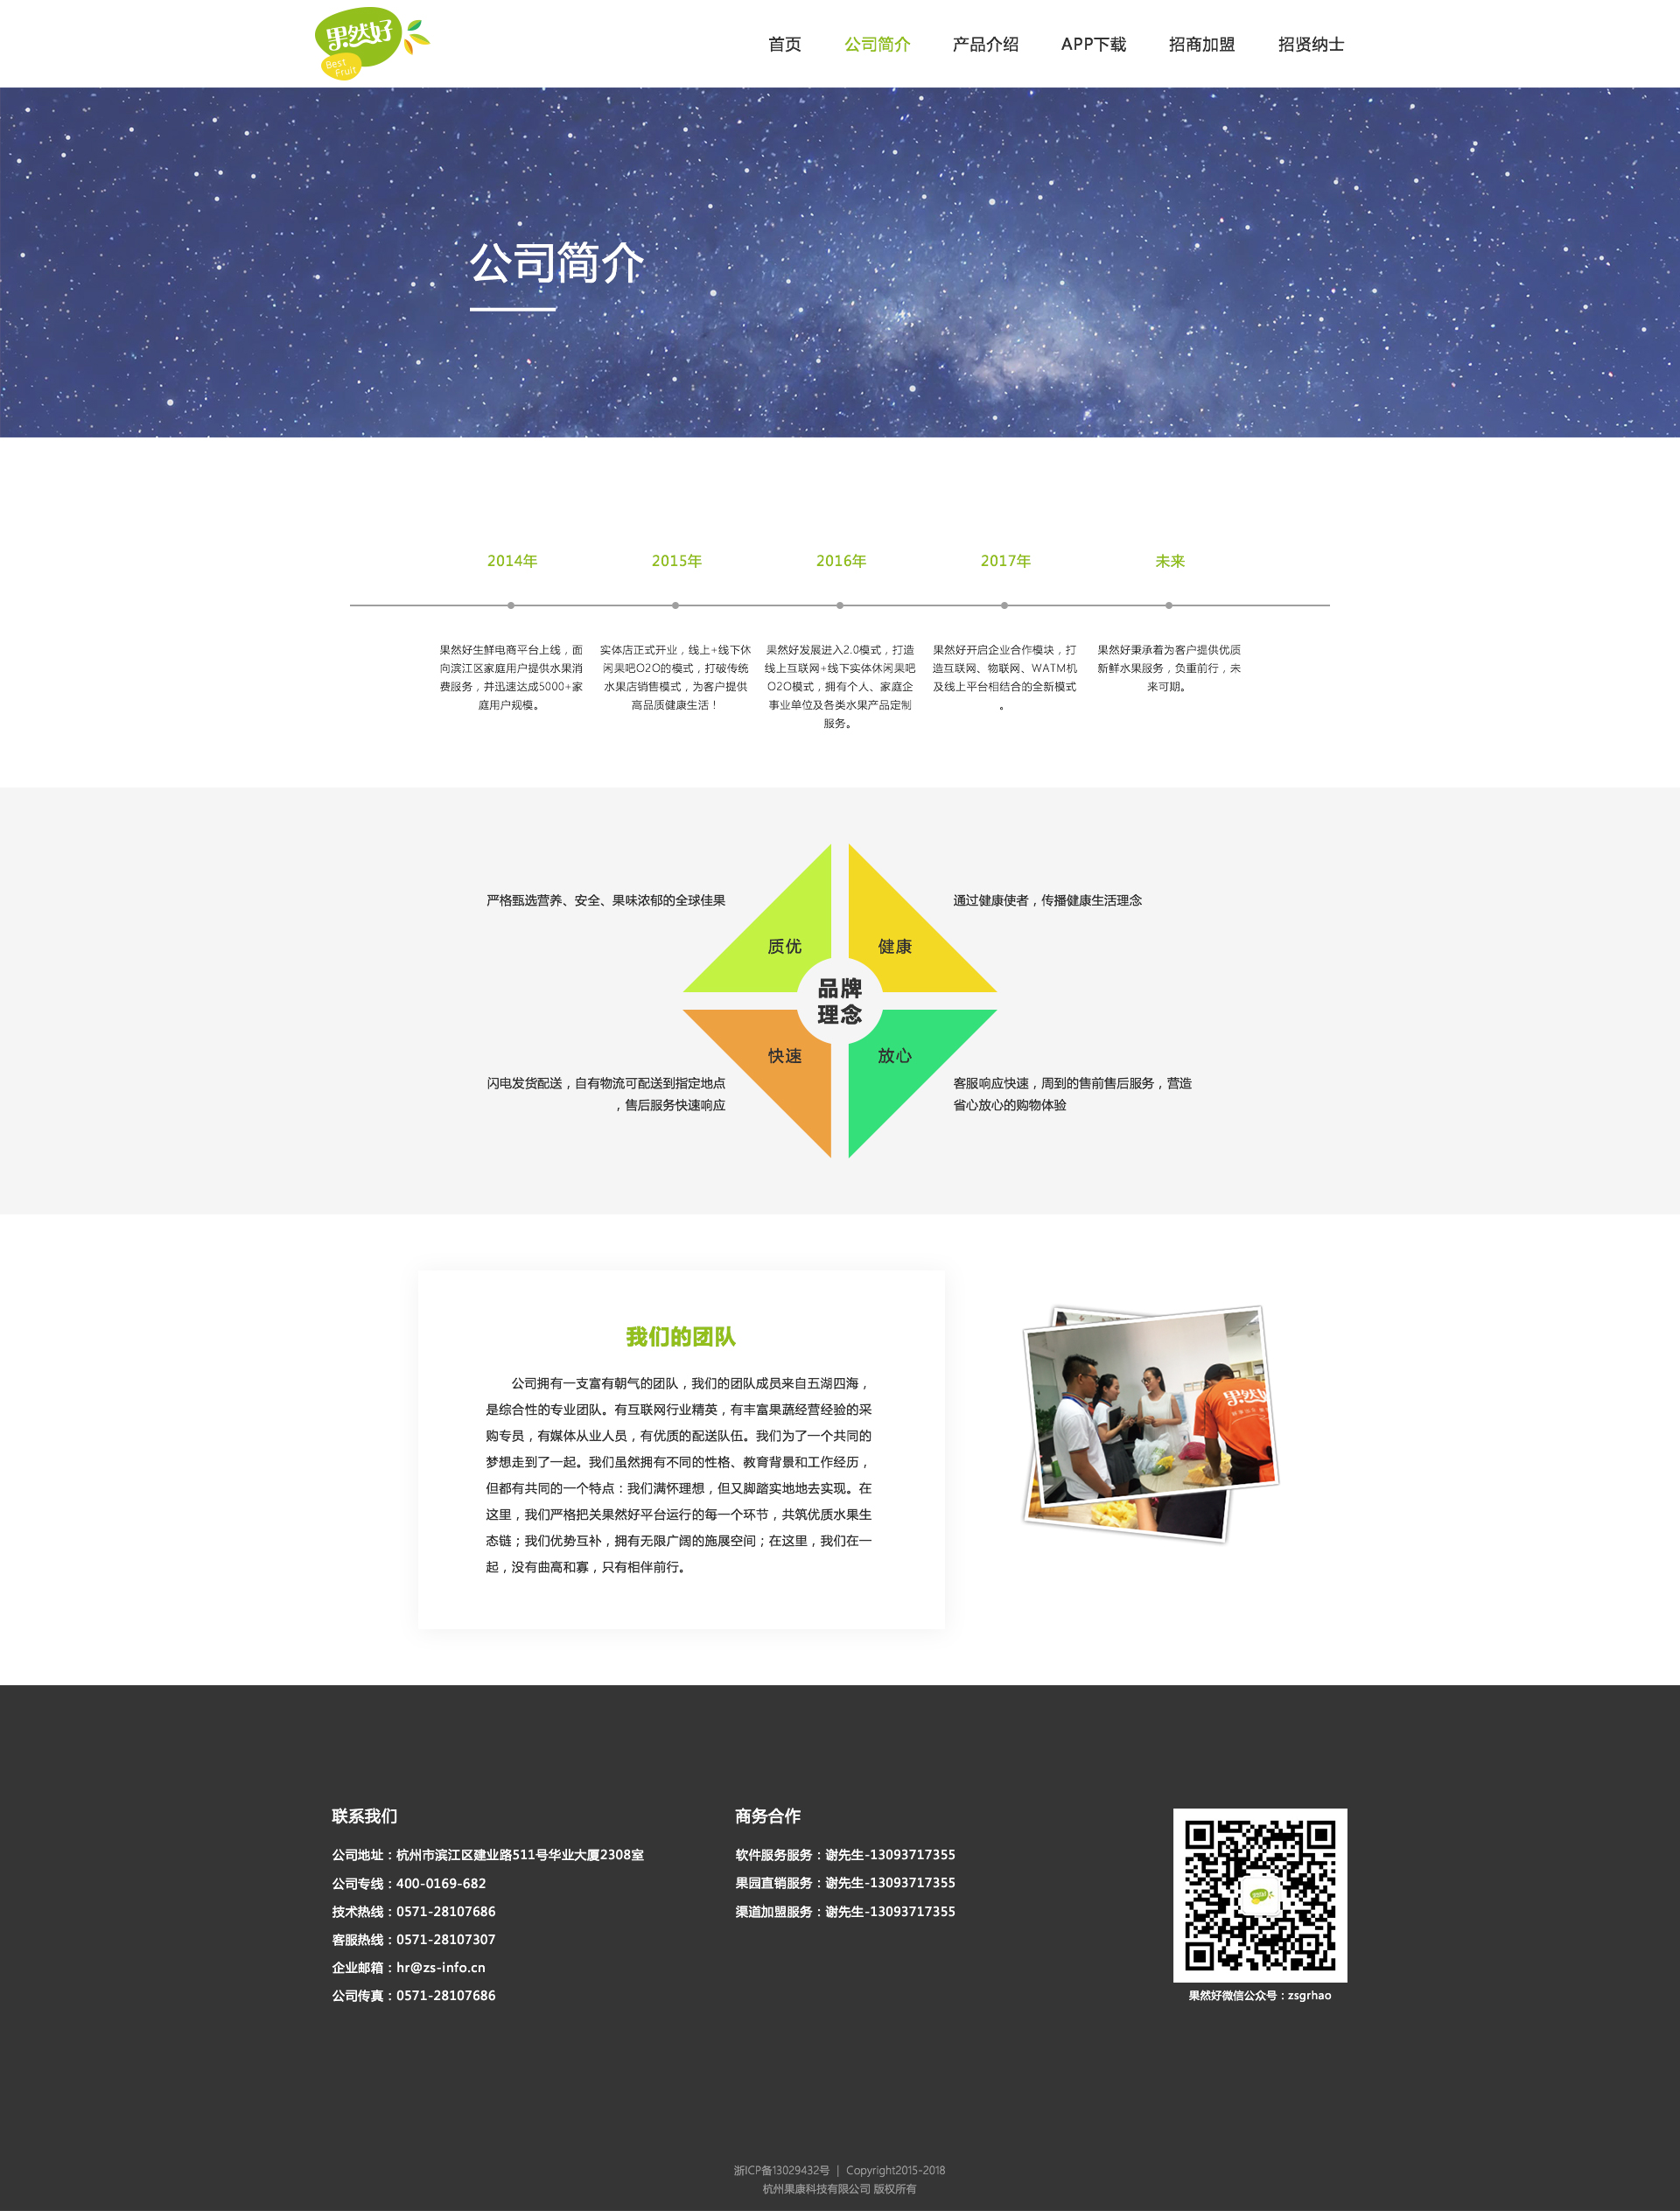 果然好
Best
Fruit
首页
公司简介
产品介绍
APP下载
招商加盟
招贤纳士
公司简介
2014年
2015年
2016年
2017年
未来
果然好生鲜电商平台上线，面
向滨江区家庭用户提供水果消
费服务，并迅速达成5000+家
庭用户规模。
实体店正式开业，线上+线下休
闲果吧O2O的模式，打破传统
水果店销售模式，为客户提供
高品质健康生活！
果然好发展进入2.0模式，打造
线上互联网+线下实体休闲果吧
O2O模式，拥有个人、家庭企
事业单位及各类水果产品定制
服务。
果然好开启企业合作模块，打
造互联网、物联网、WATM机
及线上平台相结合的全新模式
。
果然好秉承着为客户提供优质
新鲜水果服务，负重前行，未
来可期。
严格甄选营养、安全、果味浓郁的全球佳果
通过健康使者，传播健康生活理念
质优
健康
品牌
理念
快速
放心
闪电发货配送，自有物流可配送到指定地点
，售后服务快速响应
客服响应快速，周到的售前售后服务，营造
省心放心的购物体验
我们的团队
公司拥有一支富有朝气的团队，我们的团队成员来自五湖四海，
是综合性的专业团队。有互联网行业精英，有丰富果蔬经营经验的采
购专员，有媒体从业人员，有优质的配送队伍。我们为了一个共同的
梦想走到了一起。我们虽然拥有不同的性格、教育背景和工作经历，
但都有共同的一个特点：我们满怀理想，但又脚踏实地地去实现。在
这里，我们严格把关果然好平台运行的每一个环节，共筑优质水果生
态链；我们优势互补，拥有无限广阔的施展空间；在这里，我们在一
起，没有曲高和寡，只有相伴前行。
果然好
联系我们
公司地址：杭州市滨江区建业路511号华业大厦2308室
公司专线：400-0169-682
技术热线：0571-28107686
客服热线：0571-28107307
企业邮箱：hr@zs-info.cn
公司传真：0571-28107686
商务合作
软件服务服务：谢先生-13093717355
果园直销服务：谢先生-13093717355
渠道加盟服务：谢先生-13093717355
果然好微信公众号：zsgrhao
浙ICP备13029432号 | Copyright2015-2018
杭州果康科技有限公司 版权所有